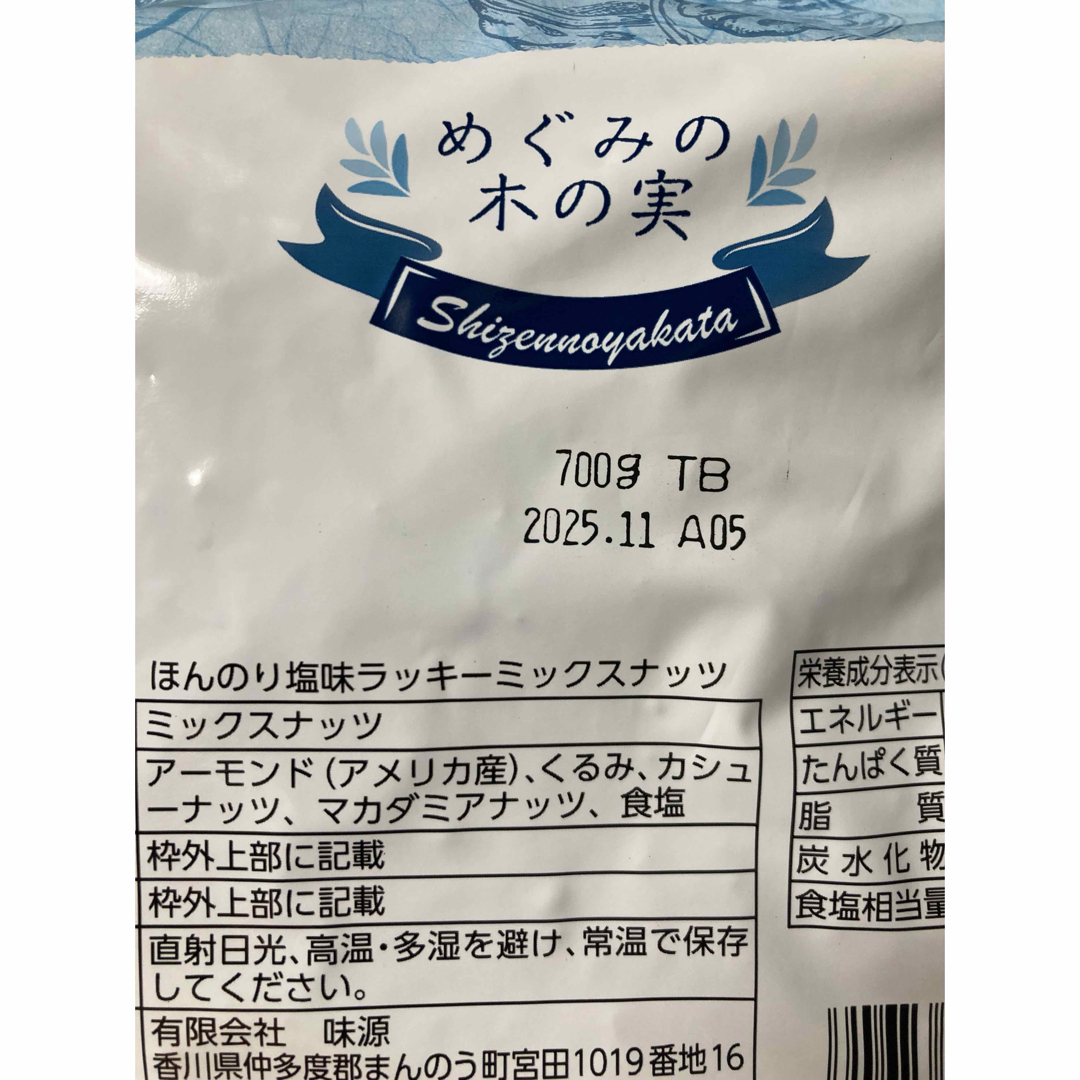 めぐみの
木の実
Shizennoyakata
700g TB
2025.11 A05
ほんのり塩味ラッキーミックスナッツ
ミックスナッツ
アーモンド(アメリカ産)、くるみ、カシュ
ーナッツ、マカダミアナッツ、食塩
枠外上部に記載
枠外上部に記載
直射日光、高温・多湿を避け、常温で保存
してください。
有限会社 味源
香川県仲多度郡まんのう町宮田1019番地16
栄養成分表示(
エネルギー
たんぱく質
脂 質
炭水化物
食塩相当量